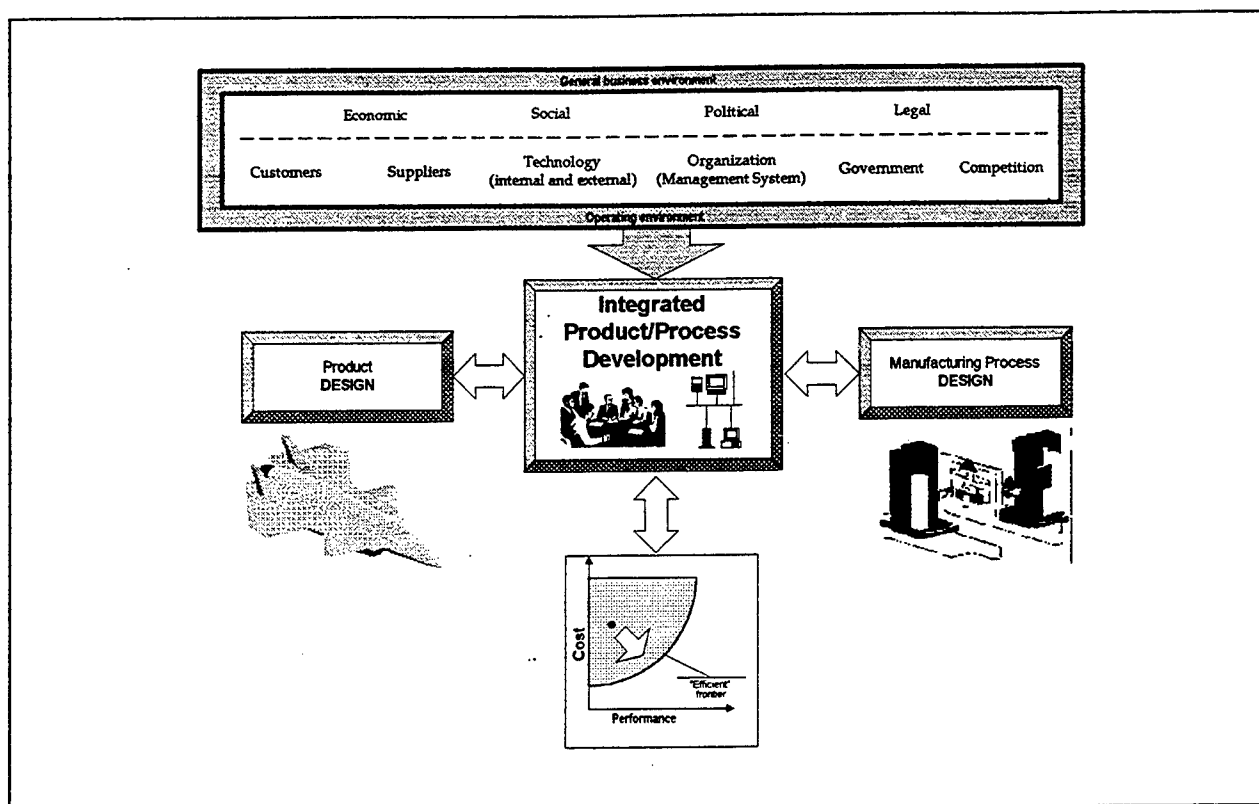 General business environment
Economic Social Political Legal
Customers Suppliers Technology (internal and external) Organization (Management System) Government Competition
Operating environment
Integrated
Product/Process
Development
Product
DESIGN
Manufacturing Process
DESIGN
Cost
"Efficient"
frontier
Performance